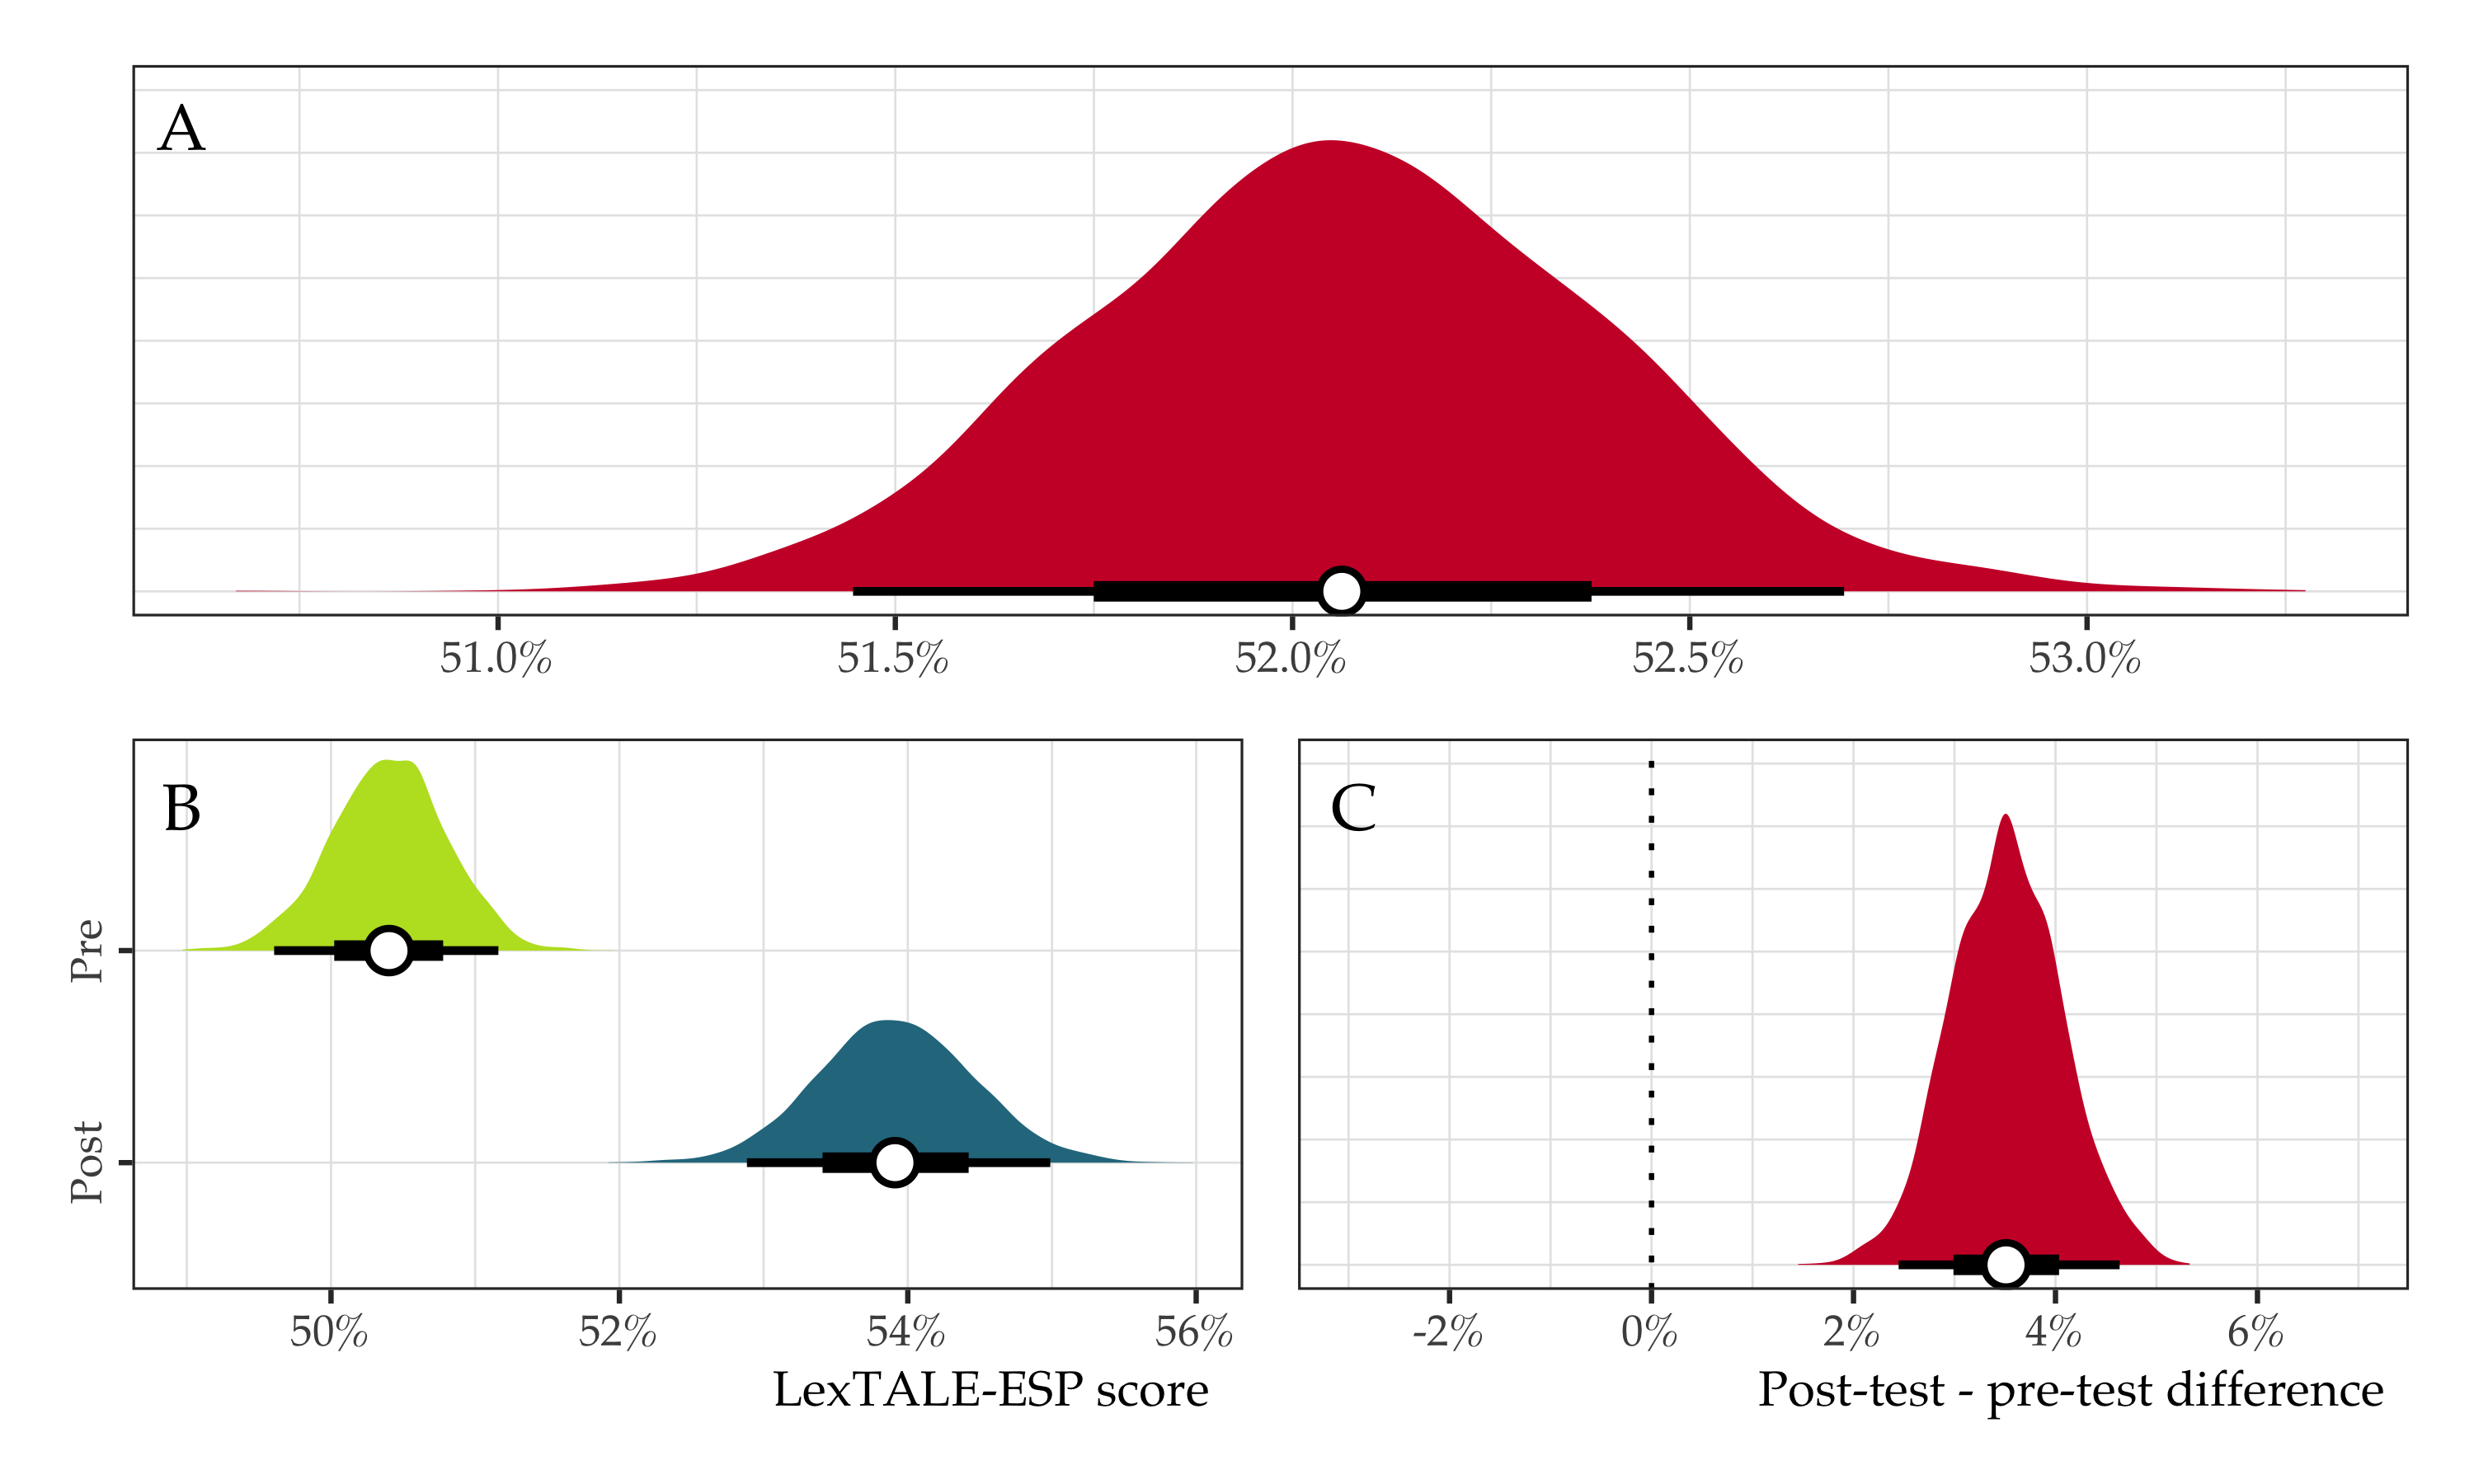 A
51.0% 51.5% 52.0% 52.5% 53.0%
B
Pre
Post
50% 52% 54% 56%
LexTALE-ESP score
C
-2% 0% 2% 4% 6%
Post-test - pre-test difference